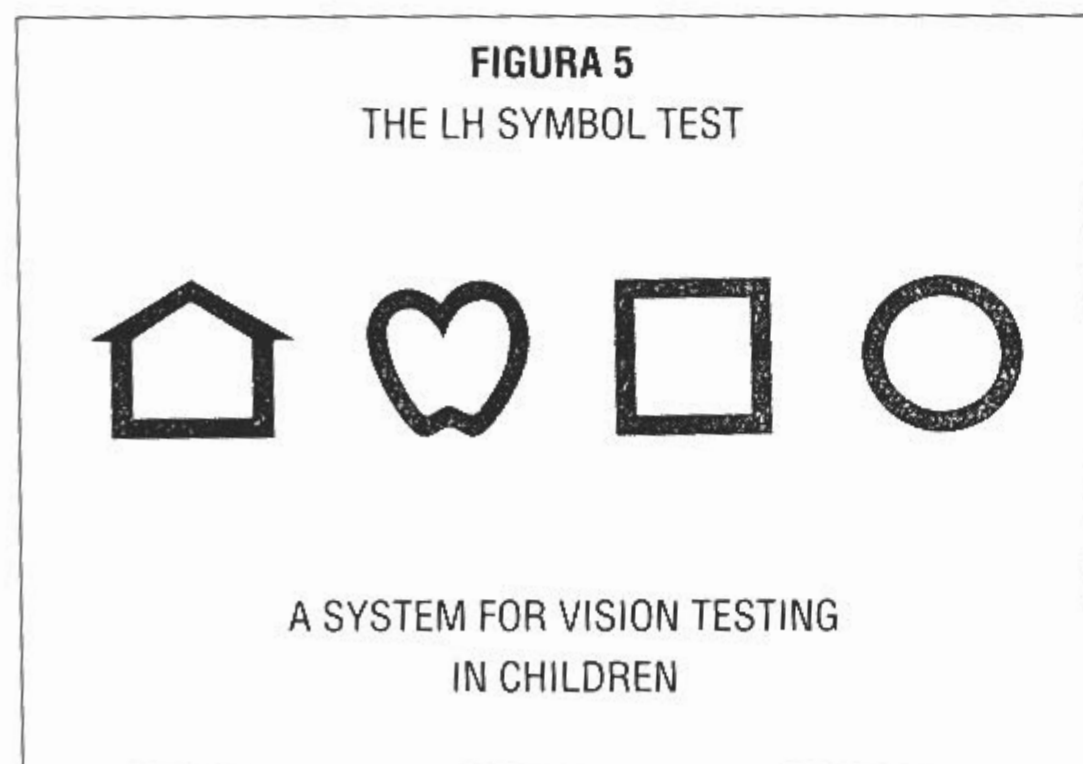 FIGURA 5
THE LH SYMBOL TEST
A SYSTEM FOR VISION TESTING
IN CHILDREN